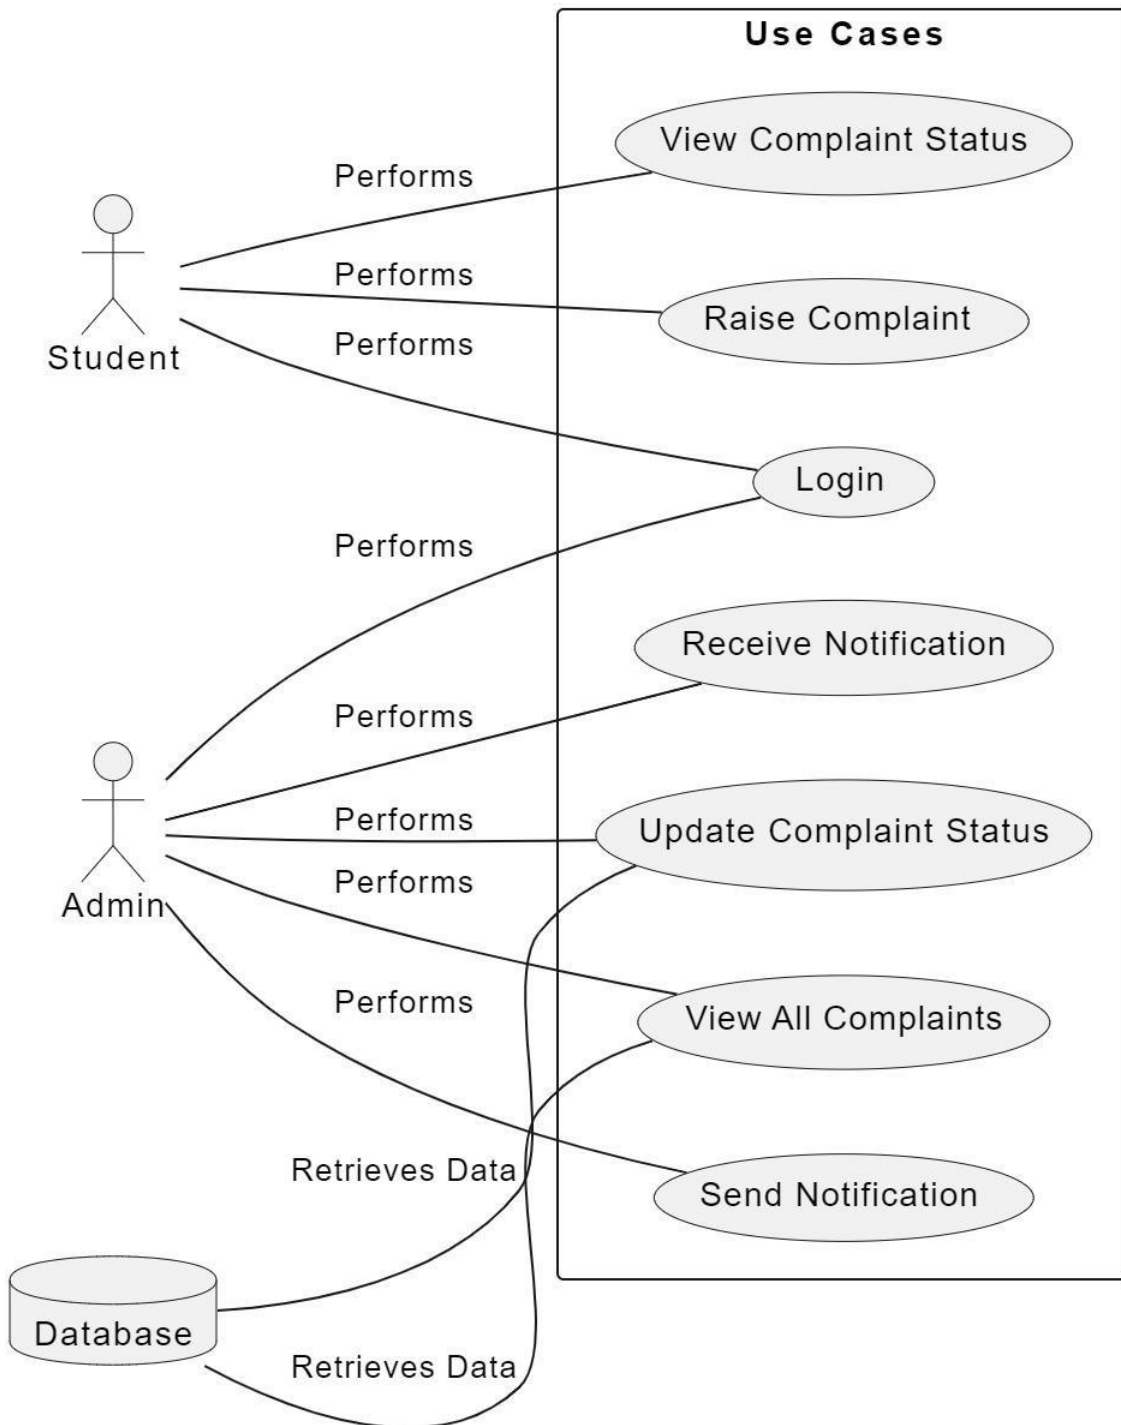 Use Cases
View Complaint Status
Performs
Performs
Raise Complaint
Performs
Student
Login
Performs
Receive Notification
Performs
Performs
Update Complaint Status
Performs
Admin
Performs
View All Complaints
Retrieves Data
Send Notification
Database
Retrieves Data